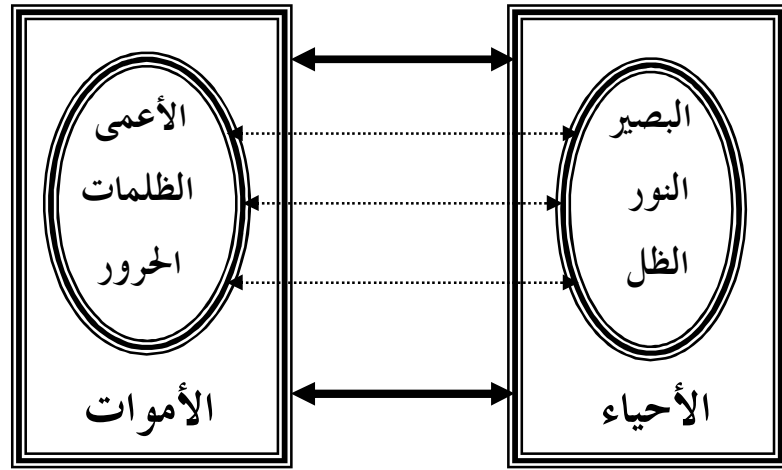 البصير
النور
الظل
الأحياء
الأعمى
الظلمات
الحرور
الأموات